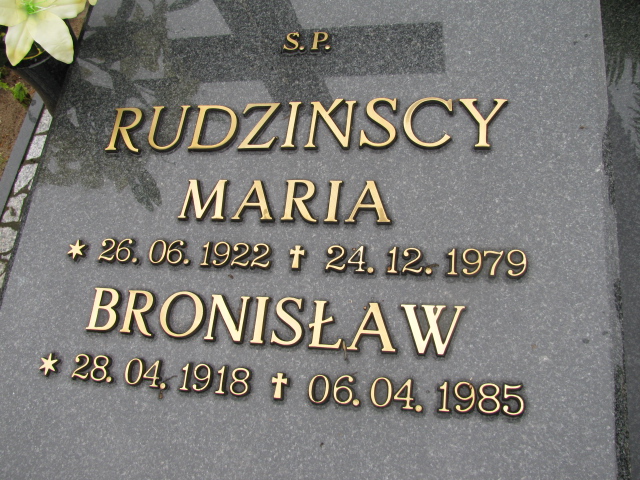 Ś.P.
RUDZIŃSCY
MARIA
* 26. 06. 1922 ✝ 24. 12. 1979
BRONISŁAW
* 28. 04. 1918 ✝ 06. 04. 1985